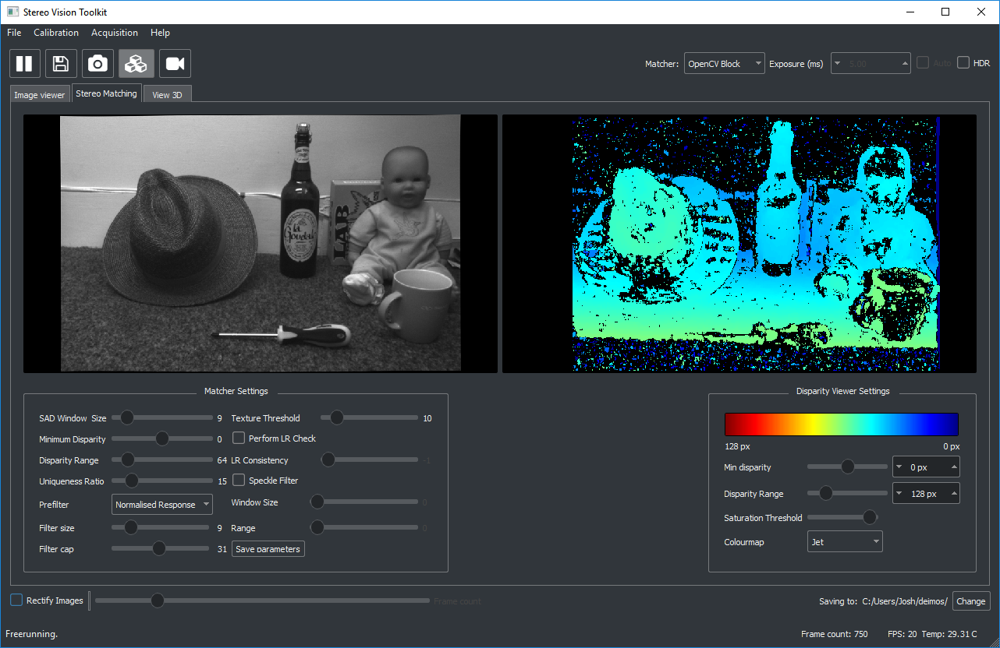 Stereo Vision Toolkit
File Calibration Acquisition Help
Matcher: OpenCV Block Exposure (ms) 5.00 Auto HDR
Image viewer Stereo Matching View 3D
la
Goudale
LAB
Matcher Settings
SAD Window Size 9 Texture Threshold 10
Minimum Disparity 0 Perform LR Check
Disparity Range 64 LR Consistency -1
Uniqueness Ratio 15 Speckle Filter
Prefilter Normalised Response Window Size 0
Filter size 9 Range 0
Filter cap 31 Save parameters
Disparity Viewer Settings
128 px 0 px
Min disparity 0 px
Disparity Range 128 px
Saturation Threshold
Colourmap Jet
Rectify Images Frame count
Saving to: C:/Users/Josh/deimos/ Change
Freerunning. Frame count: 750 FPS: 20 Temp: 29.31 C